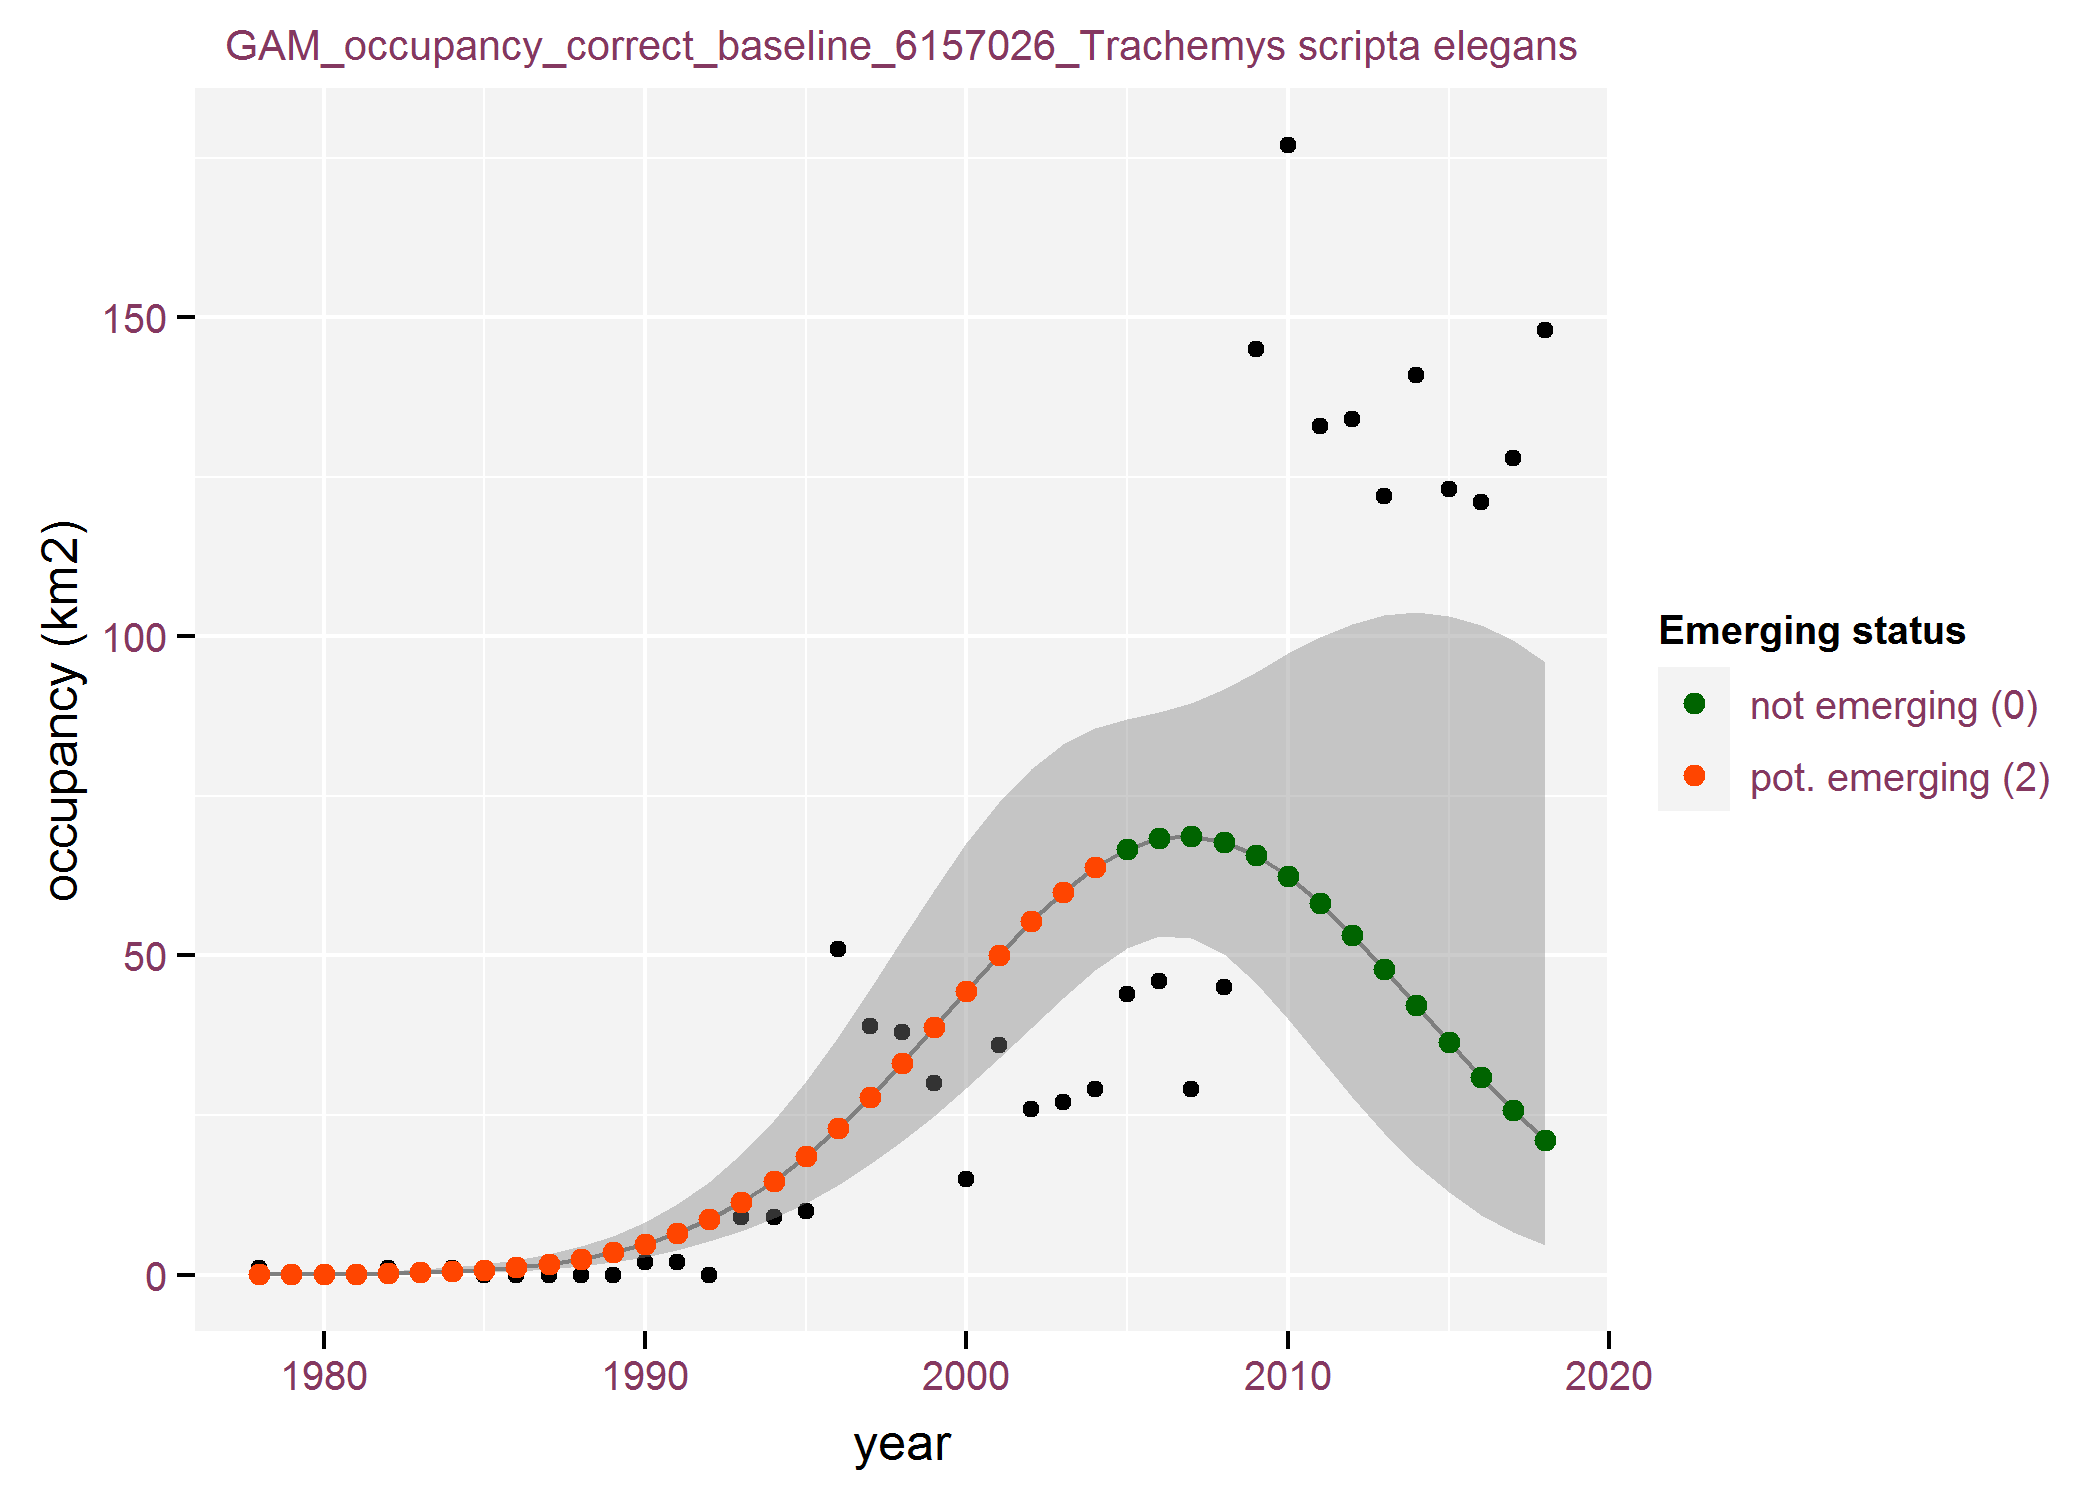 GAM_occupancy_correct_baseline_6157026_Trachemys scripta elegans
occupancy (km2)
150
100
50
0
1980
1990
2000
2010
2020
year
Emerging status
not emerging (0)
pot. emerging (2)